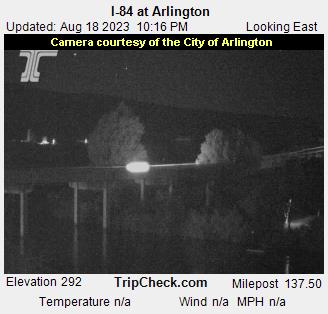 I-84 at Arlington
Updated: Aug 18 2023 10:16 PM Looking East
Camera courtesy of the City of Arlington
Elevation 292 TripCheck.com Milepost 137.50
Temperature n/a Wind n/a MPH n/a